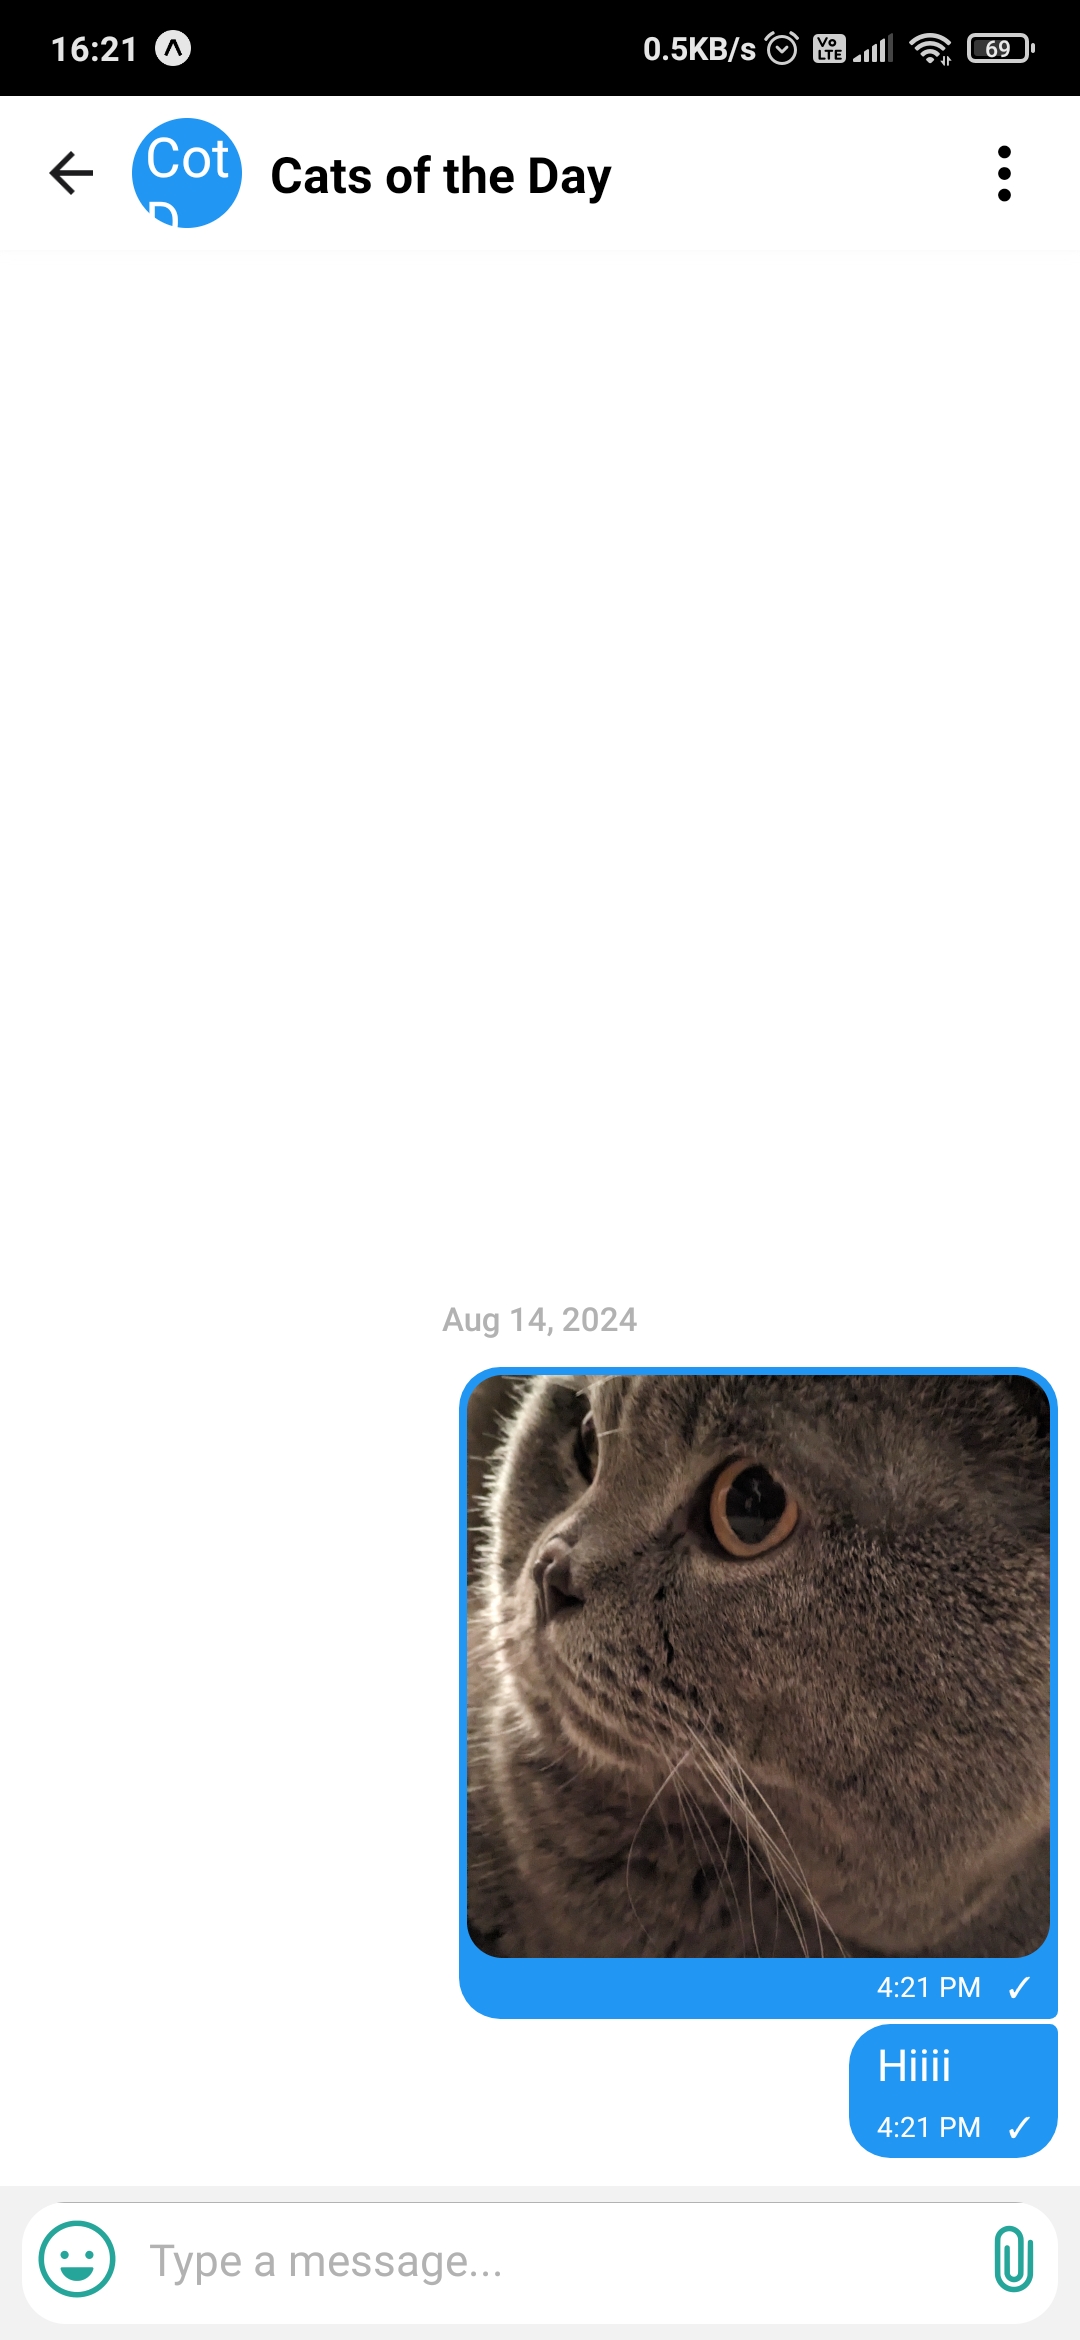 16:21
0.5KB/s
Vo
LTE
69
Cot
D
Cats of the Day
Aug 14, 2024
4:21 PM ✓
Hiiii
4:21 PM ✓
Type a message...